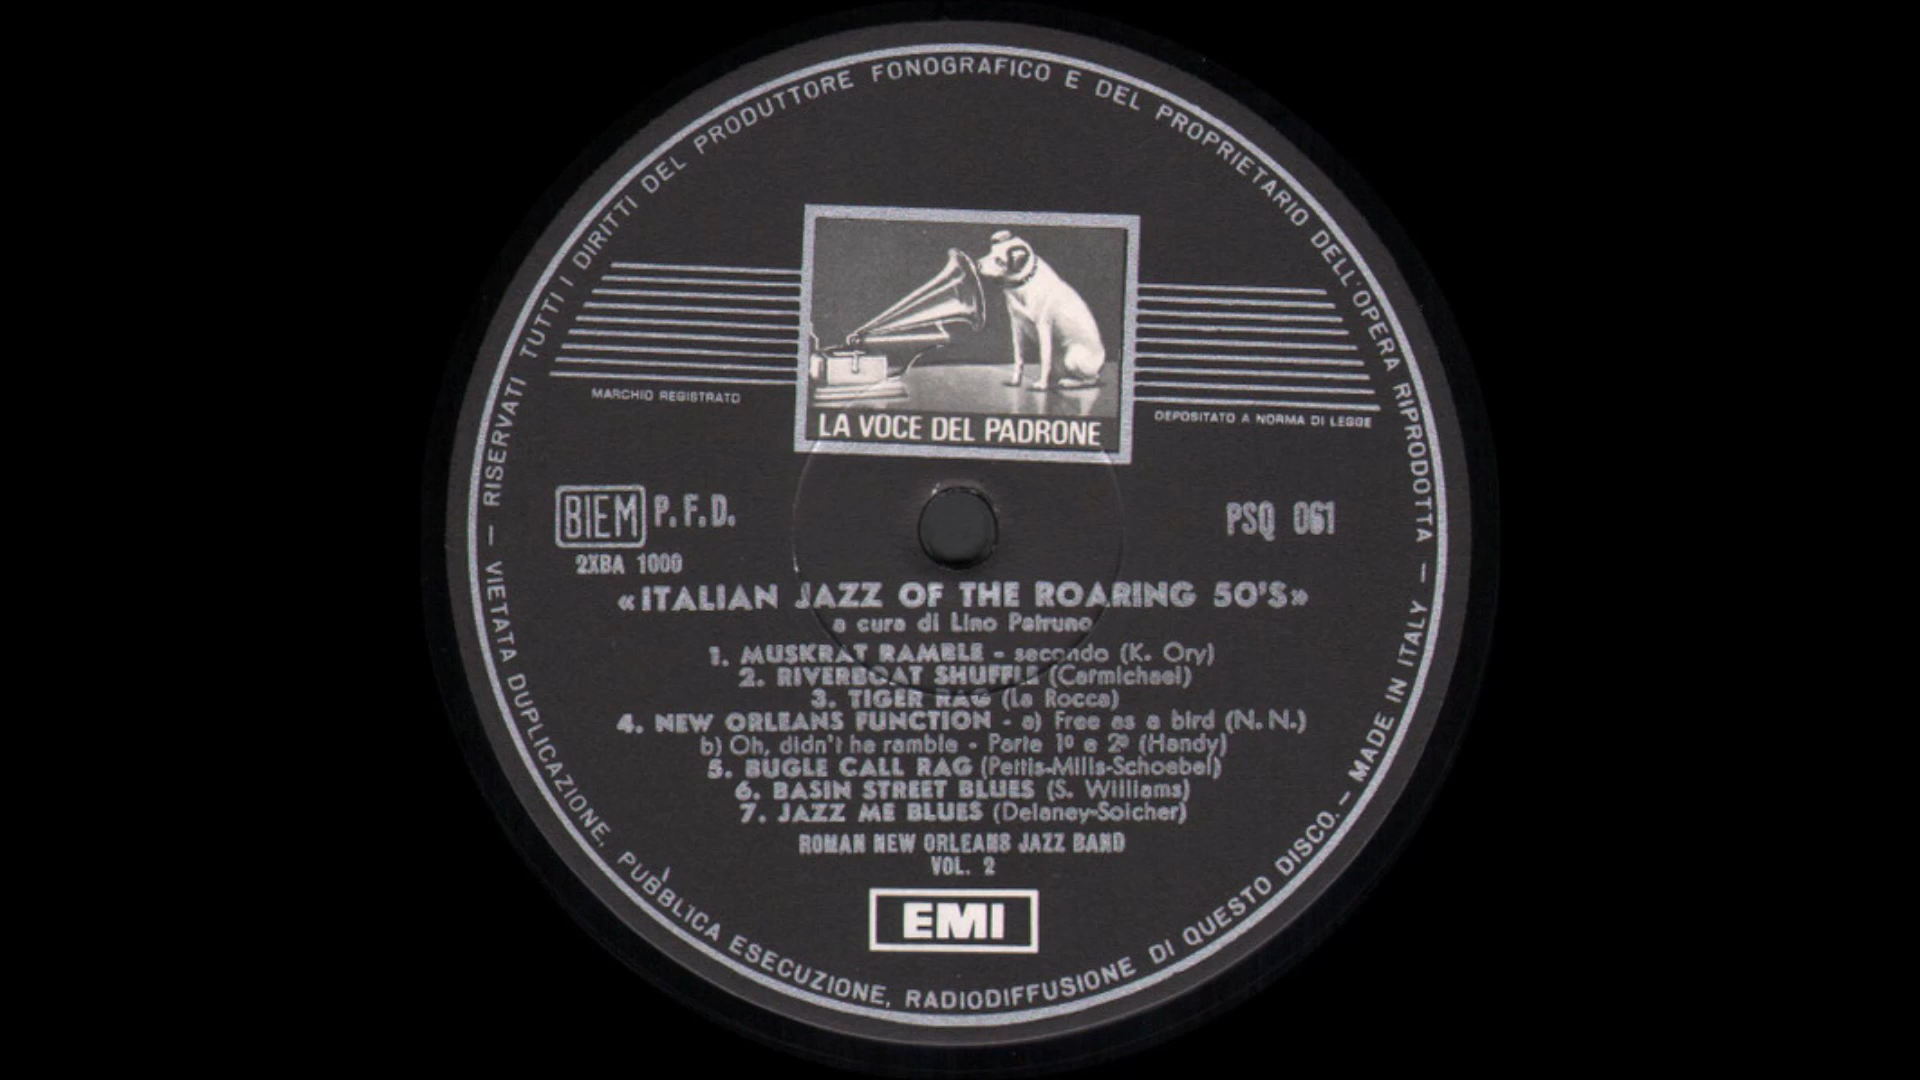 — RISERVATI TUTTI I DIRITTI DEL PRODUTTORE FONOGRAFICO E DEL PROPRIETARIO DELL'OPERA RIPRODOTTA — MADE IN ITALY —
LA VOCE DEL PADRONE
MARCHIO REGISTRATO
DEPOSITATO A NORMA DI LEGGE
BIEM P.F.D.
PSQ 061
2XBA 1000
«ITALIAN JAZZ OF THE ROARING 50'S»
a cura di Lino Patruno
1. MUSKRAT RAMBLE - secondo (K. Ory)
2. RIVERBOAT SHUFFLE (Carmichael)
3. TIGER RAG (La Rocca)
4. NEW ORLEANS FUNCTION - a) Free as a bird (N.N.)
b) Oh, didn't he ramble - Parte 1ª e 2ª (Handy)
5. BUGLE CALL RAG (Pettis-Mills-Schoebel)
6. BASIN STREET BLUES (S. Williams)
7. JAZZ ME BLUES (Delaney-Solcher)
ROMAN NEW ORLEANS JAZZ BAND
VOL. 2
EMI
VIETATA DUPLICAZIONE, PUBBLICA ESECUZIONE, RADIODIFFUSIONE DI QUESTO DISCO.